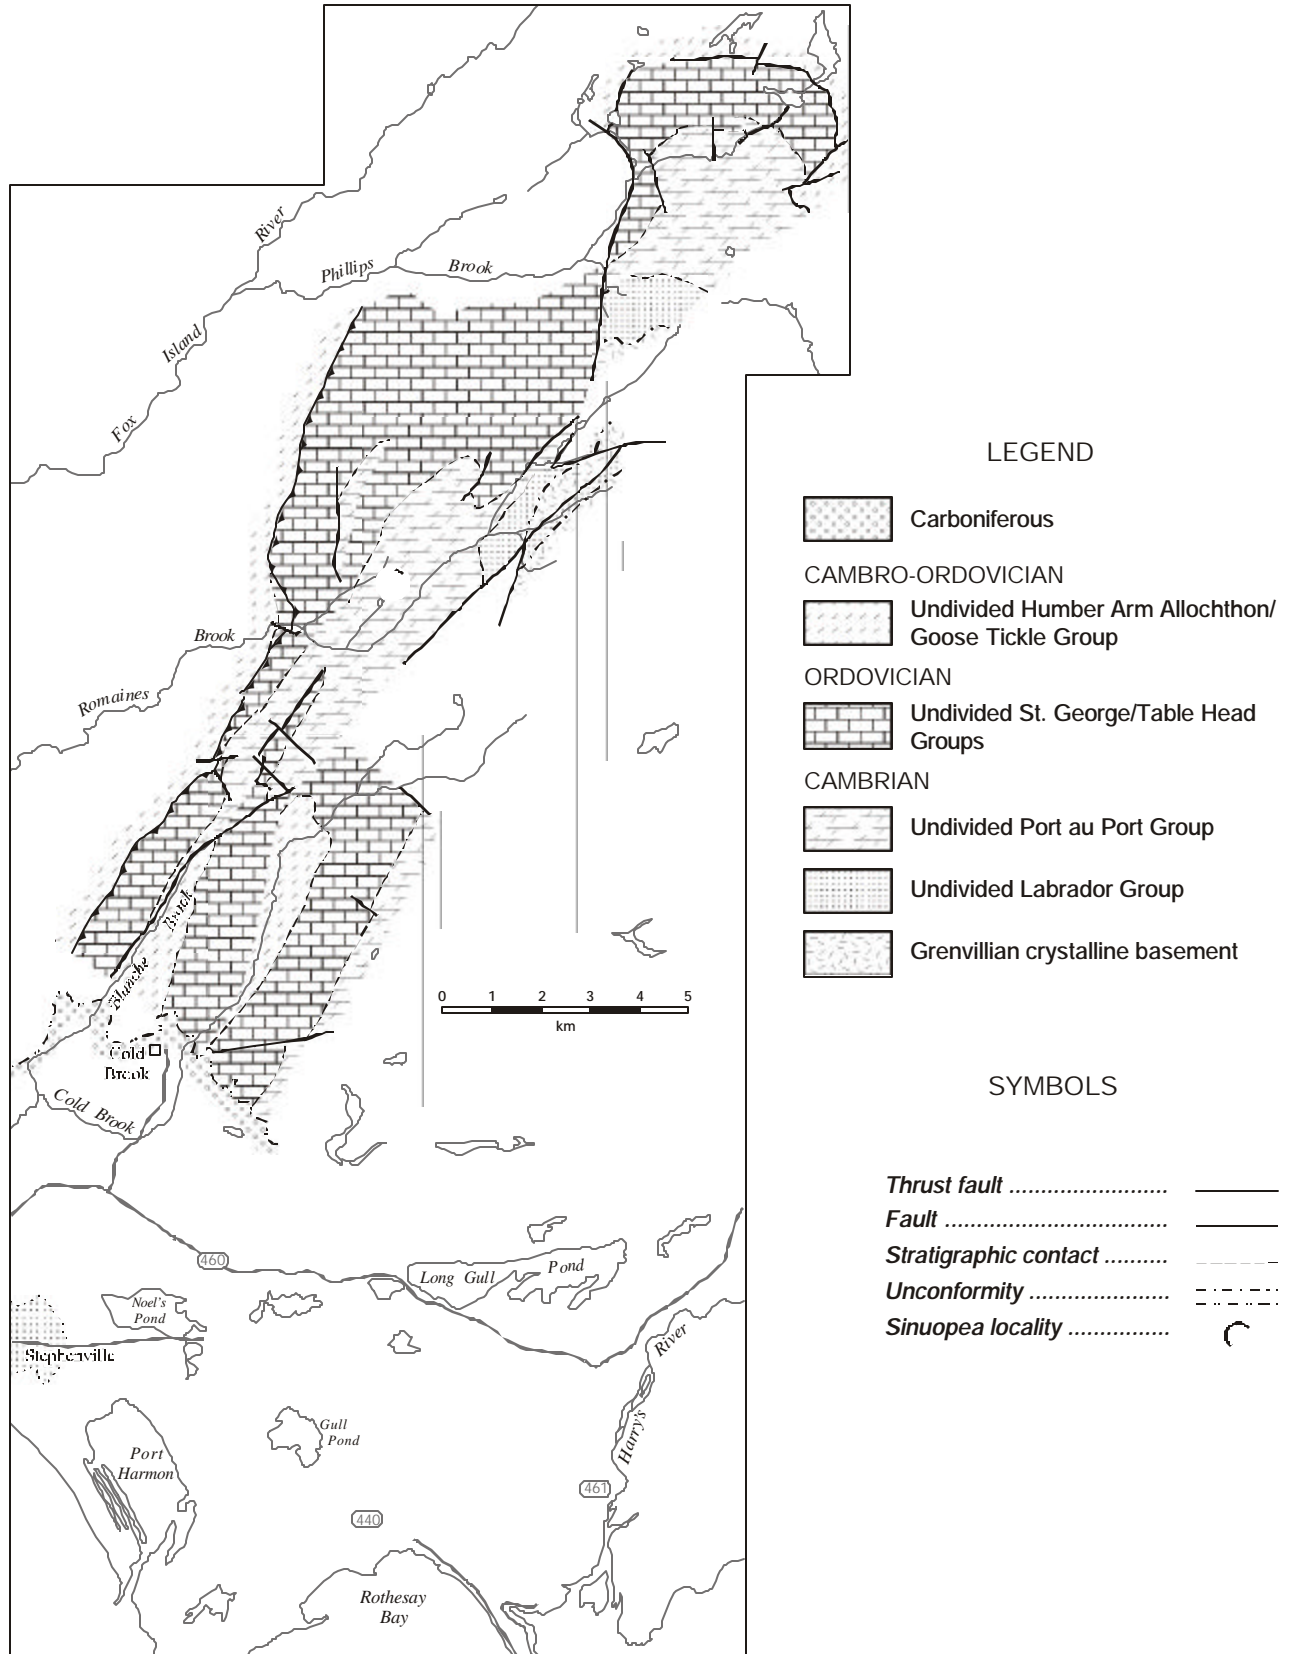 River
Phillips
Brook
Island
Fox
Brook
Romaines
Brook
Blanche
Cold
Brook
Cold Brook
0 1 2 3 4 5
km
460
Long Gull
Pond
Noel's
Pond
Stephenville
River
Harry's
Gull
Pond
Port
Harmon
461
440
Rothesay
Bay
LEGEND
Carboniferous
CAMBRO-ORDOVICIAN
Undivided Humber Arm Allochthon/
Goose Tickle Group
ORDOVICIAN
Undivided St. George/Table Head
Groups
CAMBRIAN
Undivided Port au Port Group
Undivided Labrador Group
Grenvillian crystalline basement
SYMBOLS
Thrust fault .........................
Fault ...................................
Stratigraphic contact ..........
Unconformity ......................
Sinuopea locality ................